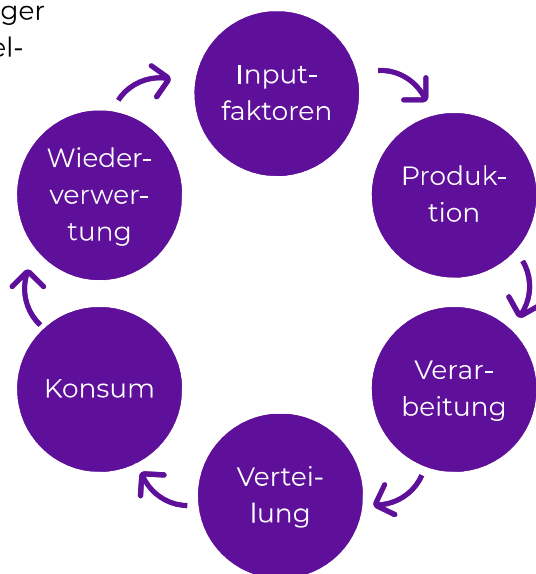 ger
el-
Input-
faktoren
Produk-
tion
Verar-
beitung
Vertei-
lung
Konsum
Wieder-
verwer-
tung